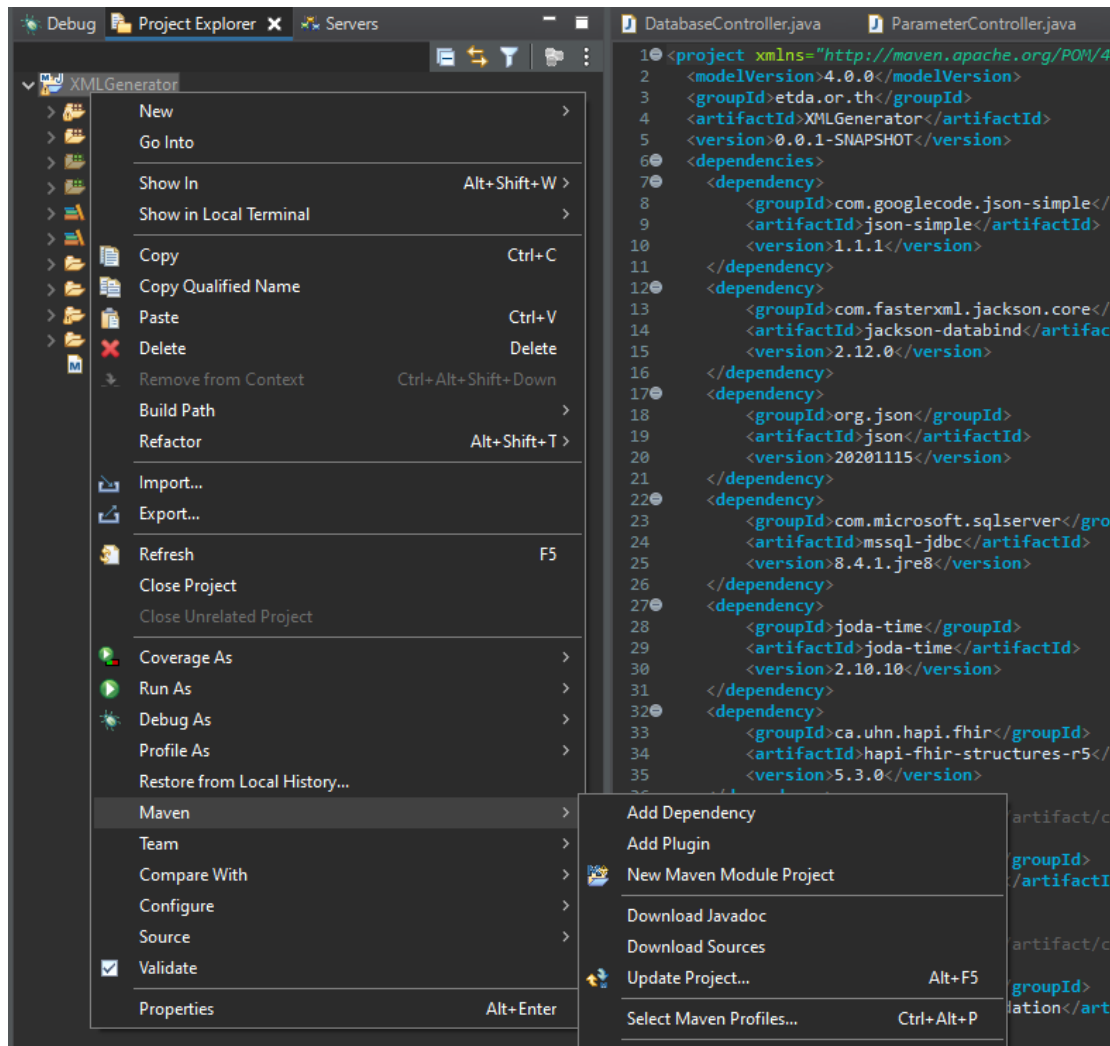 Debug
Project Explorer
Servers
XMLGenerator
New
Go Into
Show In Alt+Shift+W
Show in Local Terminal
Copy Ctrl+C
Copy Qualified Name
Paste Ctrl+V
Delete Delete
Remove from Context Ctrl+Alt+Shift+Down
Build Path
Refactor Alt+Shift+T
Import...
Export...
Refresh F5
Close Project
Close Unrelated Project
Coverage As
Run As
Debug As
Profile As
Restore from Local History...
Maven
Team
Compare With
Configure
Source
Validate
Properties Alt+Enter
Add Dependency
Add Plugin
New Maven Module Project
Download Javadoc
Download Sources
Update Project... Alt+F5
Select Maven Profiles... Ctrl+Alt+P
DatabaseController.java
ParameterController.java
1 <project xmlns="http://maven.apache.org/POM/4
2 <modelVersion>4.0.0</modelVersion>
3 <groupId>etda.or.th</groupId>
4 <artifactId>XMLGenerator</artifactId>
5 <version>0.0.1-SNAPSHOT</version>
6 <dependencies>
7 <dependency>
8 <groupId>com.googlecode.json-simple</
9 <artifactId>json-simple</artifactId>
10 <version>1.1.1</version>
11 </dependency>
12 <dependency>
13 <groupId>com.fasterxml.jackson.core</
14 <artifactId>jackson-databind</artifac
15 <version>2.12.0</version>
16 </dependency>
17 <dependency>
18 <groupId>org.json</groupId>
19 <artifactId>json</artifactId>
20 <version>20201115</version>
21 </dependency>
22 <dependency>
23 <groupId>com.microsoft.sqlserver</gro
24 <artifactId>mssql-jdbc</artifactId>
25 <version>8.4.1.jre8</version>
26 </dependency>
27 <dependency>
28 <groupId>joda-time</groupId>
29 <artifactId>joda-time</artifactId>
30 <version>2.10.10</version>
31 </dependency>
32 <dependency>
33 <groupId>ca.uhn.hapi.fhir</groupId>
34 <artifactId>hapi-fhir-structures-r5</
35 <version>5.3.0</version>
/artifact/c
groupId>
/artifactI
/artifact/c
groupId>
dation</art